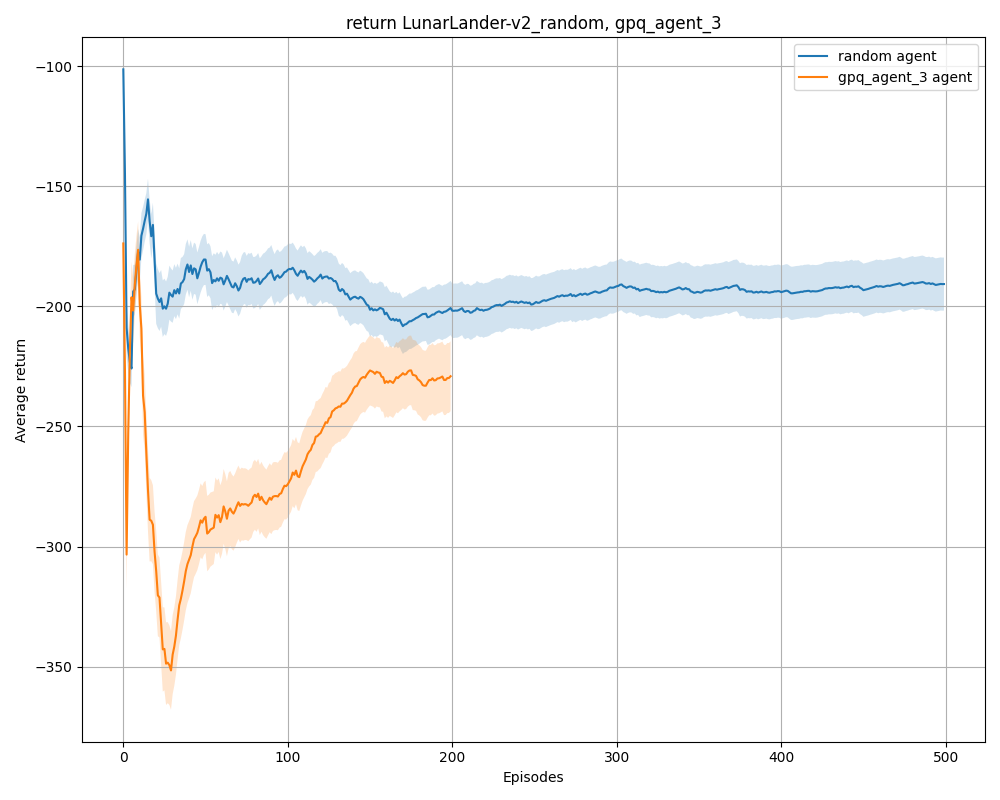 return LunarLander-v2_random, gpq_agent_3
random agent
gpq_agent_3 agent
−100
−150
−200
−250
−300
−350
Average return
0
100
200
300
400
500
Episodes